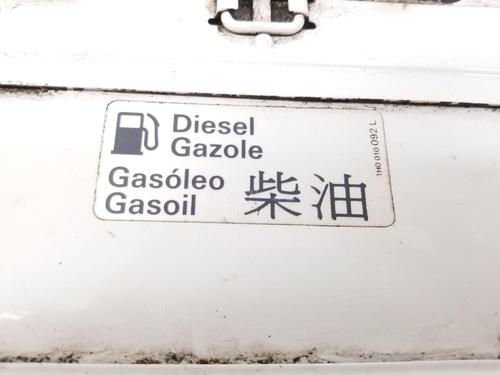 Diesel
Gazole
Gasóleo
Gasoil
柴油
1H0 010 092 L